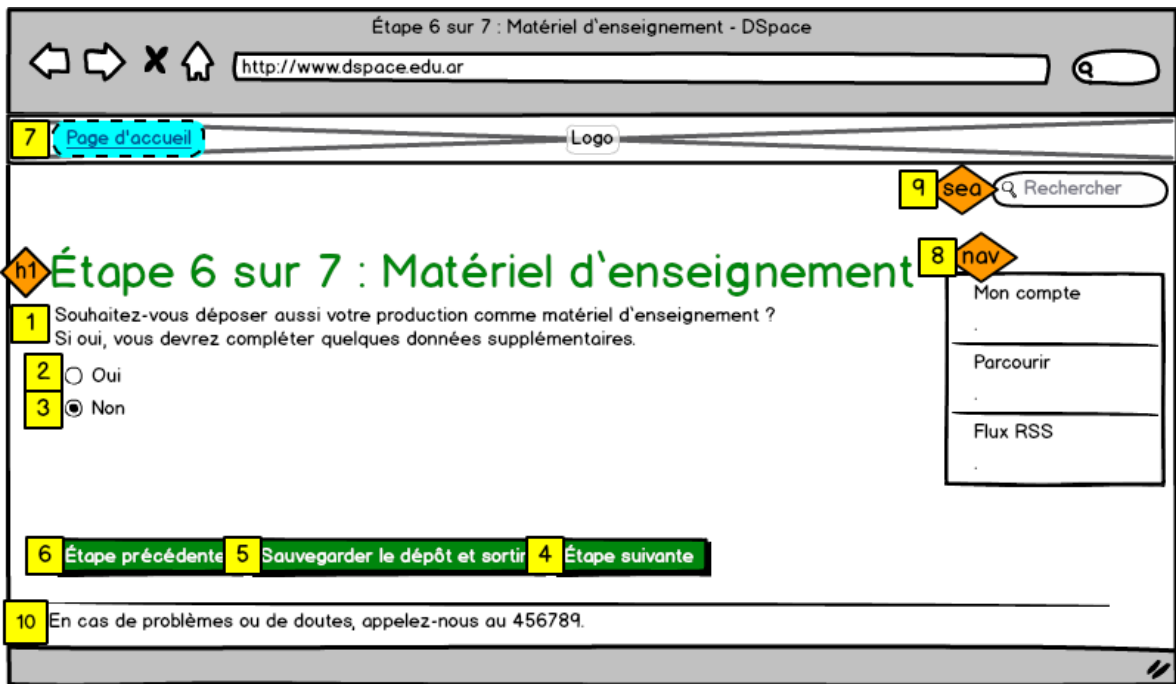 Étape 6 sur 7 : Matériel d'enseignement - DSpace
http://www.dspace.edu.ar
7 Page d'accueil
Logo
9 sea Rechercher
h1 Étape 6 sur 7 : Matériel d'enseignement
8 nav
Mon compte
.
Parcourir
.
Flux RSS
.
1 Souhaitez-vous déposer aussi votre production comme matériel d'enseignement ?
Si oui, vous devrez compléter quelques données supplémentaires.
2 Oui
3 Non
6 Étape précédente 5 Sauvegarder le dépôt et sortir 4 Étape suivante
10 En cas de problèmes ou de doutes, appelez-nous au 456789.